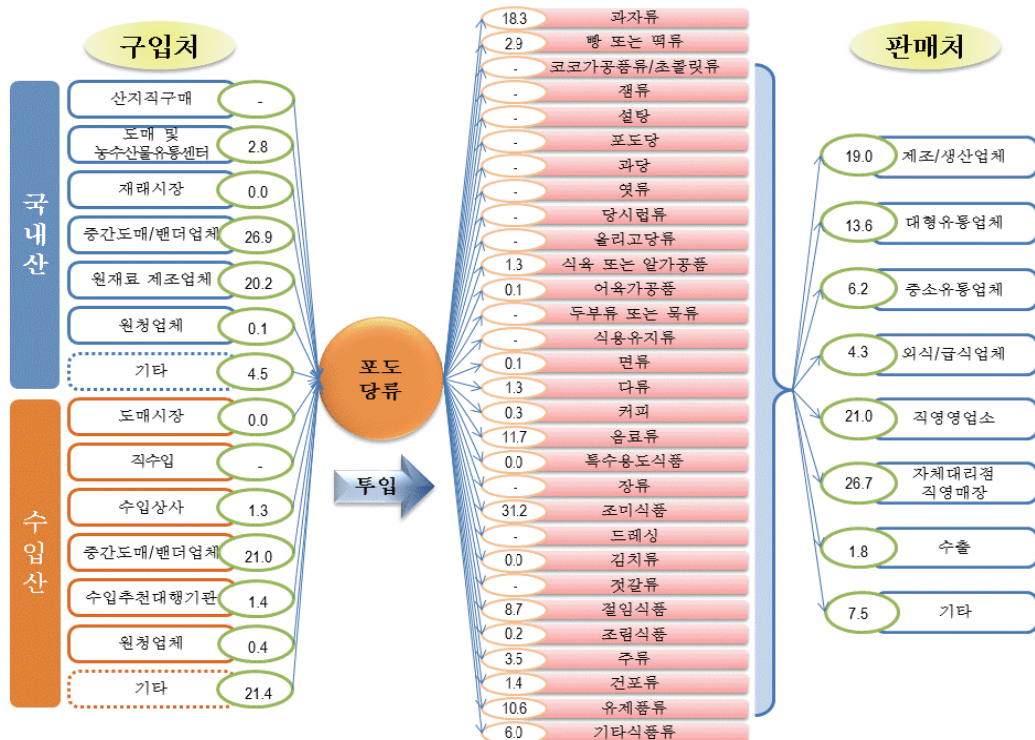 구입처
국내산
산지직구매
-
도매 및
농수산물유통센터
2.8
재래시장
0.0
중간도매/밴더업체
26.9
원재료 제조업체
20.2
원청업체
0.1
기타
4.5
수입산
도매시장
0.0
직수입
-
수입상사
1.3
중간도매/밴더업체
21.0
수입추천대행기관
1.4
원청업체
0.4
기타
21.4
포도
당류
투입
18.3 과자류
2.9 빵 또는 떡류
- 코코가공품류/초콜릿류
- 잼류
- 설탕
- 포도당
- 과당
- 엿류
- 당시럽류
- 올리고당류
1.3 식육 또는 알가공품
0.1 어육가공품
- 두부류 또는 묵류
- 식용유지류
0.1 면류
1.3 다류
0.3 커피
11.7 음료류
0.0 특수용도식품
- 장류
31.2 조미식품
- 드레싱
0.0 김치류
- 젓갈류
8.7 절임식품
0.2 조림식품
3.5 주류
1.4 건포류
10.6 유제품류
6.0 기타식품류
판매처
19.0 제조/생산업체
13.6 대형유통업체
6.2 중소유통업체
4.3 외식/급식업체
21.0 직영영업소
26.7 자체대리점
직영매장
1.8 수출
7.5 기타